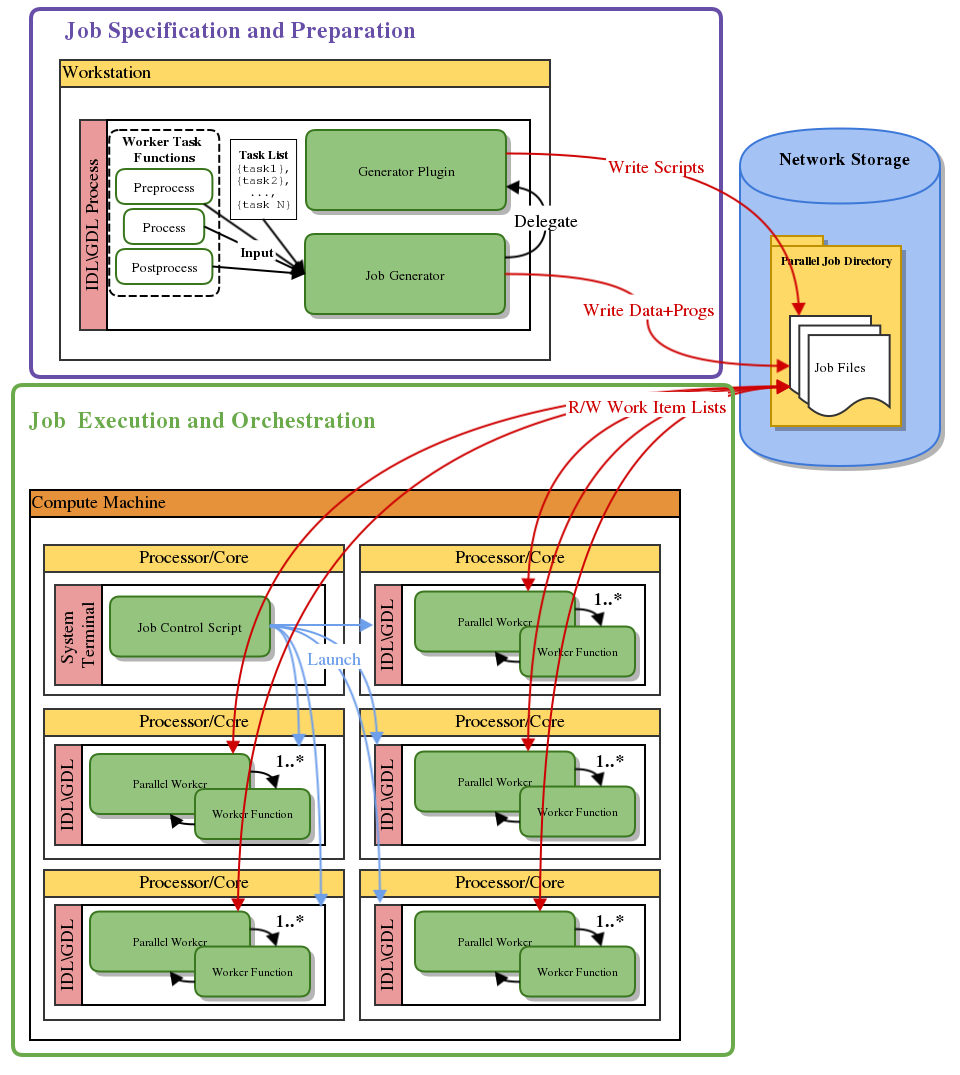 Job Specification and Preparation
Workstation
IDL\GDL Process
Worker Task
Functions
Preprocess
Process
Postprocess
Task List
{task1},
{task2},
...,
{task N}
Input
Generator Plugin
Delegate
Job Generator
Write Scripts
Write Data+Progs
Network Storage
Parallel Job Directory
Job Files
Job  Execution and Orchestration
R/W Work Item Lists
Compute Machine
Processor/Core
System
Terminal
Job Control Script
Launch
Processor/Core
IDL\GDL
Parallel Worker
1..*
Worker Function
Processor/Core
IDL\GDL
Parallel Worker
1..*
Worker Function
Processor/Core
IDL\GDL
Parallel Worker
1..*
Worker Function
Processor/Core
IDL\GDL
Parallel Worker
1..*
Worker Function
Processor/Core
IDL\GDL
Parallel Worker
1..*
Worker Function